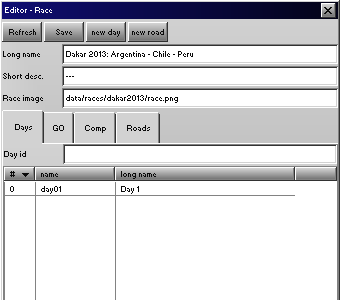 Editor - Race
Refresh Save new day new road
Long name Dakar 2013: Argentina - Chile - Peru
Short desc. ---
Race image data/races/dakar2013/race.png
Days GO Comp Roads
Day id
# name long name
0 day01 Day 1